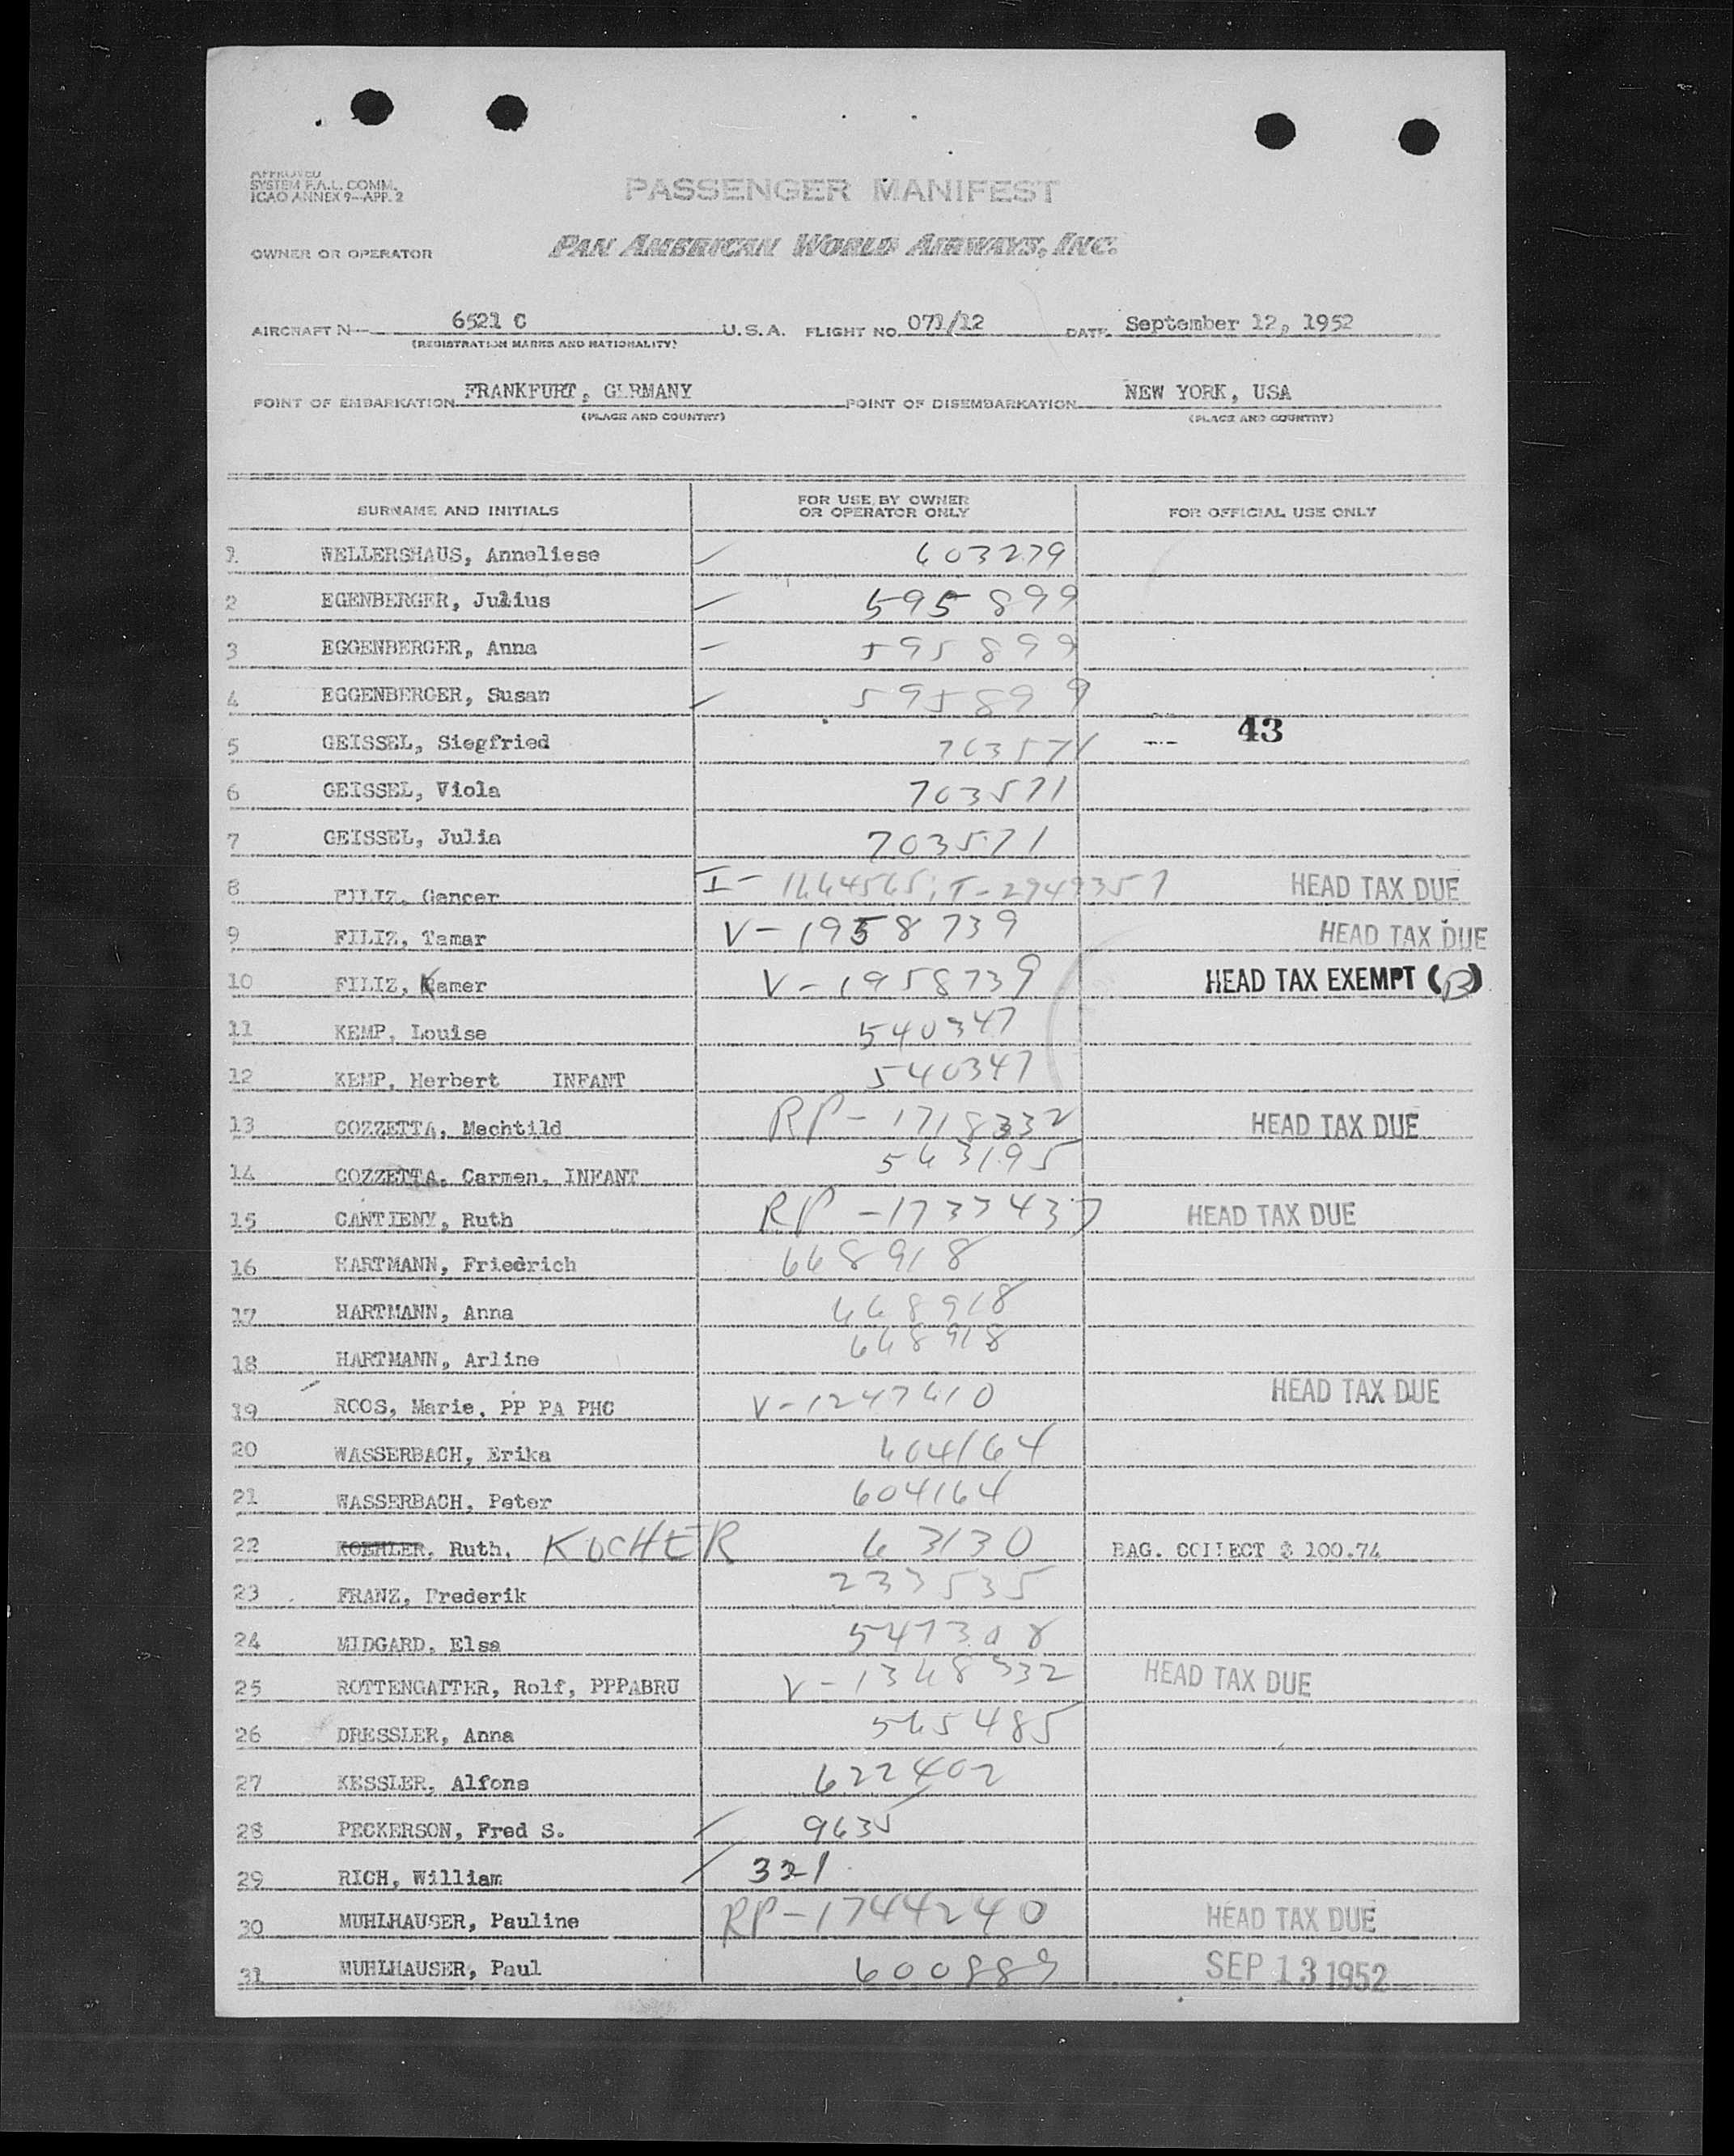 APPROVED
SYSTEM F.A.L. COMM.
ICAO ANNEX 9—APP. 2
PASSENGER MANIFEST
OWNER OR OPERATOR PAN AMERICAN WORLD AIRWAYS, INC.
AIRCRAFT N— 6521 C U.S.A. FLIGHT NO. 071/12 DATE September 12, 1952
(REGISTRATION MARKS AND NATIONALITY)
POINT OF EMBARKATION FRANKFURT, GERMANY POINT OF DISEMBARKATION NEW YORK, USA
(PLACE AND COUNTRY) (PLACE AND COUNTRY)
SURNAME AND INITIALS FOR USE BY OWNER OR OPERATOR ONLY FOR OFFICIAL USE ONLY
1 WELLERSHAUS, Anneliese 603279
2 EGENBERGER, Julius 595899
3 EGGENBERGER, Anna 595899
4 EGGENBERGER, Susan 595899
43
5 GEISSEL, Siegfried 703571
6 GEISSEL, Viola 703571
7 GEISSEL, Julia 703571
8 FILIZ, Gencer I-1664565; T-2949357 HEAD TAX DUE
9 FILIZ, Tamar V-1958739 HEAD TAX DUE
10 FILIZ, Kamer V-1958739 HEAD TAX EXEMPT (B)
11 KEMP, Louise 540347
12 KEMP, Herbert INFANT 540347
13 COZZETTA, Mechtild RP-1718332 HEAD TAX DUE
14 COZZETTA, Carmen, INFANT 563195
15 CANTIENY, Ruth RP-1733437 HEAD TAX DUE
16 HARTMANN, Friedrich 668918
17 HARTMANN, Anna 668918
18 HARTMANN, Arline 668918
19 ROOS, Marie, PP PA PHC V-1247610 HEAD TAX DUE
20 WASSERBACH, Erika 604164
21 WASSERBACH, Peter 604164
22 KOEHLER, Ruth, KOCHER 63130 BAG. COLLECT $ 100.74
23 FRANZ, Frederik 233535
24 MIDGARD, Elsa 547308
25 ROTTENGATTER, Rolf, PPPABRU V-1368332 HEAD TAX DUE
26 DRESSLER, Anna 565485
27 KESSLER, Alfons 622402
28 PECKERSON, Fred S. 9635
29 RICH, William 321
30 MUHLHAUSER, Pauline RP-1744240 HEAD TAX DUE
31 MUHLHAUSER, Paul 600889 SEP 13 1952